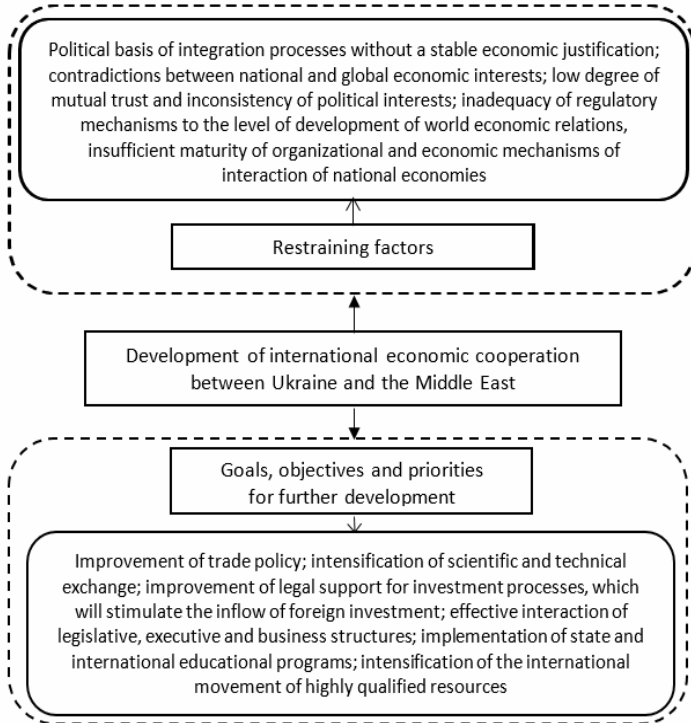 Political basis of integration processes without a stable economic justification;
contradictions between national and global economic interests; low degree of
mutual trust and inconsistency of political interests; inadequacy of regulatory
mechanisms to the level of development of world economic relations,
insufficient maturity of organizational and economic mechanisms of
interaction of national economies
Restraining factors
Development of international economic cooperation
between Ukraine and the Middle East
Goals, objectives and priorities
for further development
Improvement of trade policy; intensification of scientific and technical
exchange; improvement of legal support for investment processes, which
will stimulate the inflow of foreign investment; effective interaction of
legislative, executive and business structures; implementation of state and
international educational programs; intensification of the international
movement of highly qualified resources